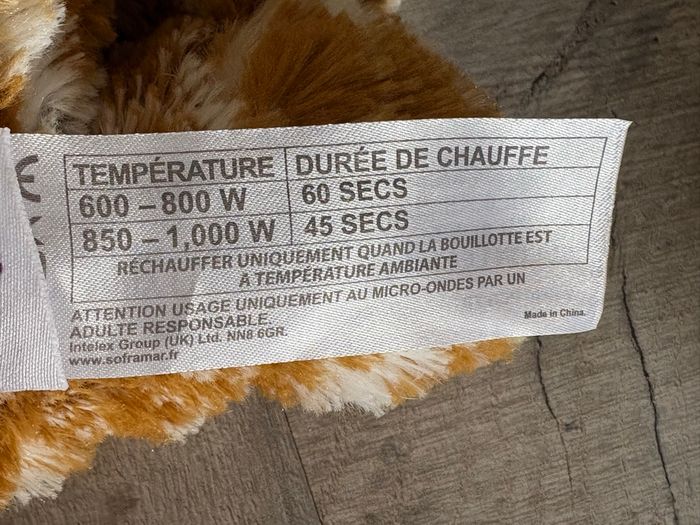 TEMPÉRATURE DURÉE DE CHAUFFE
600 – 800 W 60 SECS
850 – 1,000 W 45 SECS
RÉCHAUFFER UNIQUEMENT QUAND LA BOUILLOTTE EST
À TEMPÉRATURE AMBIANTE
ATTENTION USAGE UNIQUEMENT AU MICRO-ONDES PAR UN
ADULTE RESPONSABLE.
Intelex Group (UK) Ltd. NN8 6GR.
www.soframar.fr
Made in China.